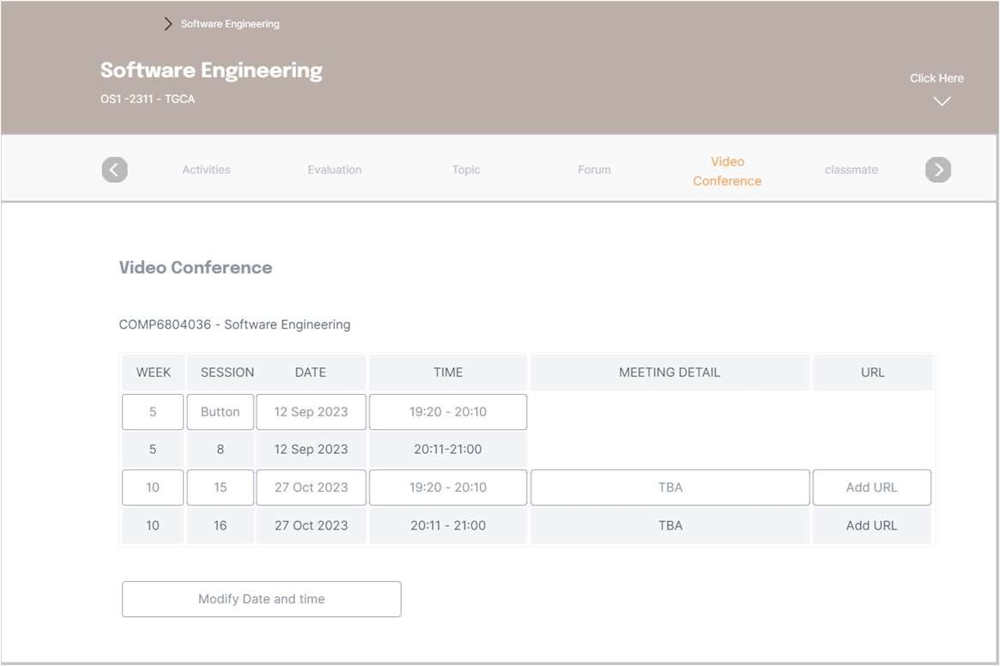 Software Engineering
Software Engineering
OS1 -2311 - TGCA
Click Here
Activities Evaluation Topic Forum Video Conference classmate
Video Conference
COMP6804036 - Software Engineering
WEEK SESSION DATE TIME MEETING DETAIL URL
5 Button 12 Sep 2023 19:20 - 20:10
5 8 12 Sep 2023 20:11-21:00
10 15 27 Oct 2023 19:20 - 20:10 TBA Add URL
10 16 27 Oct 2023 20:11 - 21:00 TBA Add URL
Modify Date and time